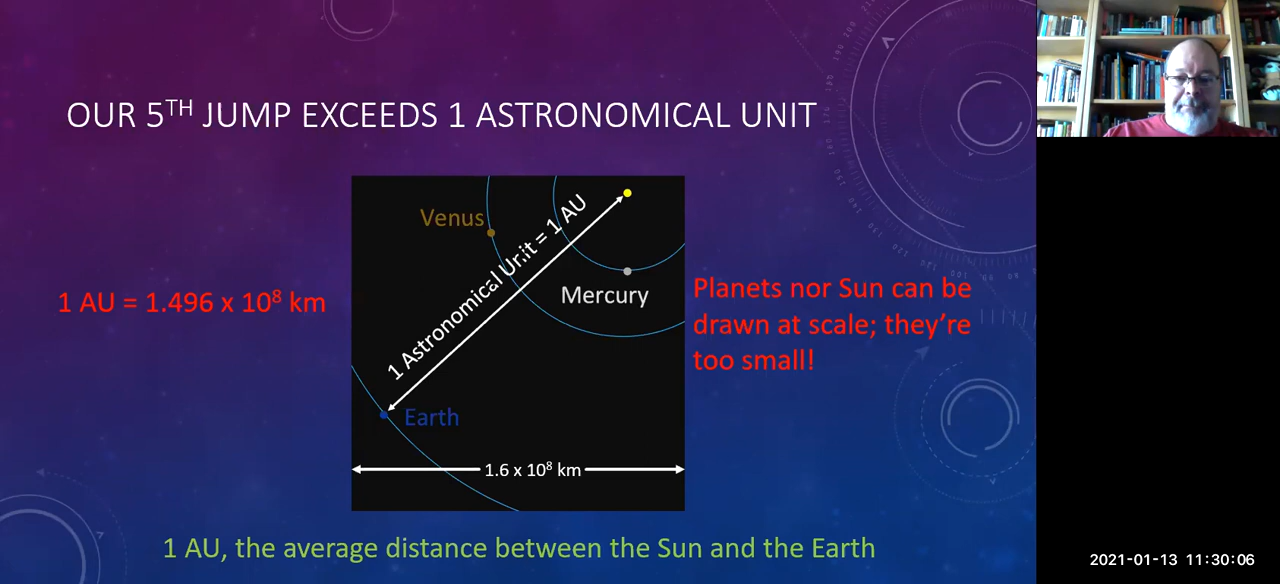 OUR 5TH JUMP EXCEEDS 1 ASTRONOMICAL UNIT
Venus
1 Astronomical Unit = 1 AU
Mercury
1 AU = 1.496 x 10⁸ km
Planets nor Sun can be
drawn at scale; they're
too small!
Earth
1.6 x 10⁸ km
1 AU, the average distance between the Sun and the Earth
2021-01-13 11:30:06